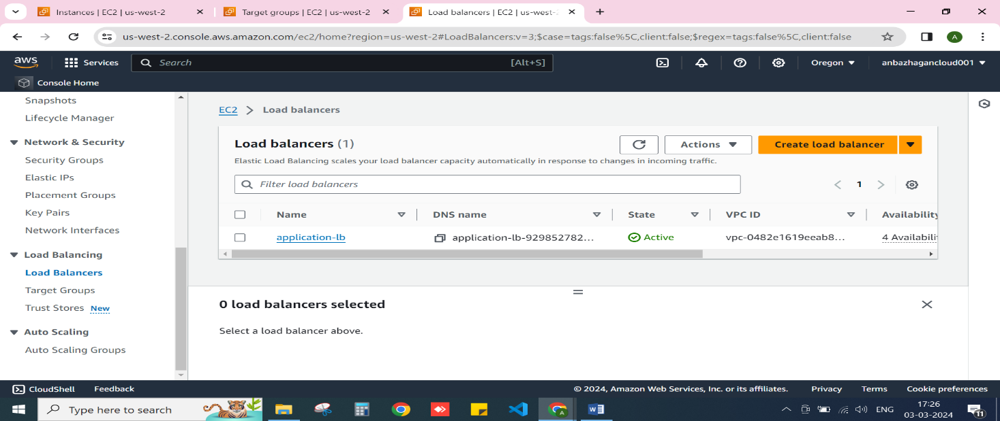 Instances | EC2 | us-west-2
Target groups | EC2 | us-west-2
Load balancers | EC2 | us-west-
us-west-2.console.aws.amazon.com/ec2/home?region=us-west-2#LoadBalancers:v=3;$case=tags:false%5C,client:false;$regex=tags:false%5C,client:false
A
aws
Services
Search
[Alt+S]
Oregon
anbazhagancloud001
Console Home
Snapshots
Lifecycle Manager
Network & Security
Security Groups
Elastic IPs
Placement Groups
Key Pairs
Network Interfaces
Load Balancing
Load Balancers
Target Groups
Trust Stores New
Auto Scaling
Auto Scaling Groups
EC2 > Load balancers
Load balancers (1)
Actions
Create load balancer
Elastic Load Balancing scales your load balancer capacity automatically in response to changes in incoming traffic.
Filter load balancers
1
Name DNS name State VPC ID Availability
application-lb application-lb-929852782... Active vpc-0482e1619eeab8... 4 Availabili
0 load balancers selected
Select a load balancer above.
CloudShell Feedback
© 2024, Amazon Web Services, Inc. or its affiliates. Privacy Terms Cookie preferences
Type here to search
A
ENG
17:26
03-03-2024
11